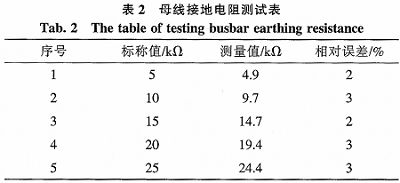 表 2 母线接地电阻测试表
Tab. 2 The table of testing busbar earthing resistance
序号 标称值/kΩ 测量值/kΩ 相对误差/%
1 5 4.9 2
2 10 9.7 3
3 15 14.7 2
4 20 19.4 3
5 25 24.4 3